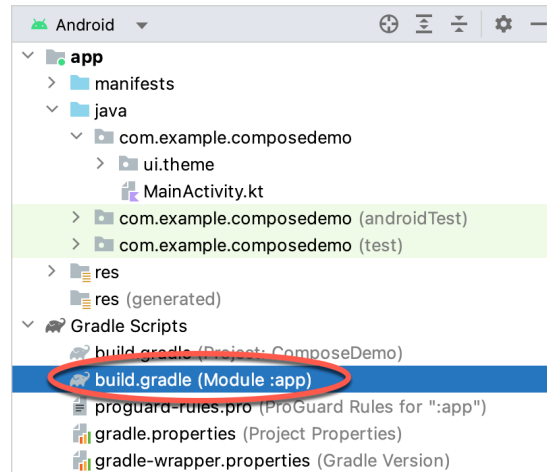 Android
app
manifests
java
com.example.composedemo
ui.theme
MainActivity.kt
com.example.composedemo (androidTest)
com.example.composedemo (test)
res
res (generated)
Gradle Scripts
build.gradle (Project: ComposeDemo)
build.gradle (Module :app)
proguard-rules.pro (ProGuard Rules for ":app")
gradle.properties (Project Properties)
gradle-wrapper.properties (Gradle Version)